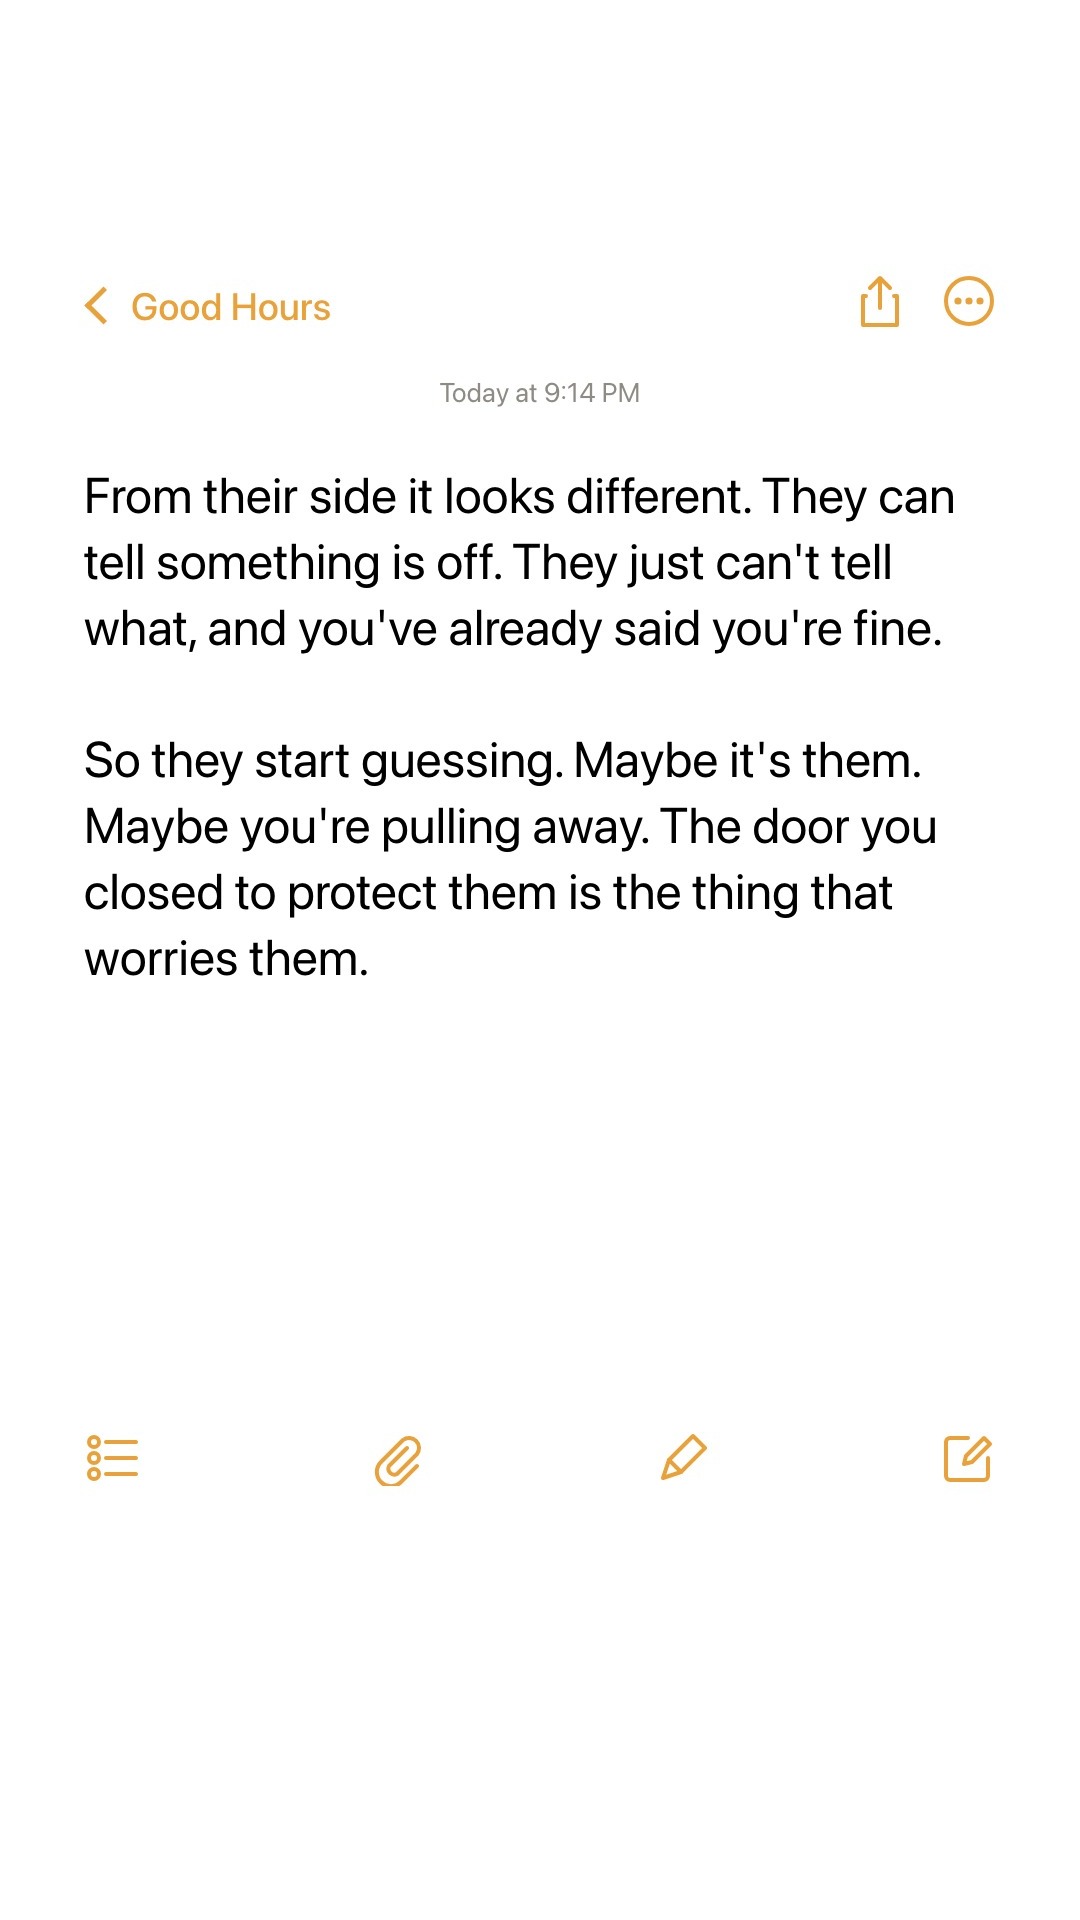 Good Hours
Today at 9:14 PM
From their side it looks different. They can
tell something is off. They just can't tell
what, and you've already said you're fine.
So they start guessing. Maybe it's them.
Maybe you're pulling away. The door you
closed to protect them is the thing that
worries them.